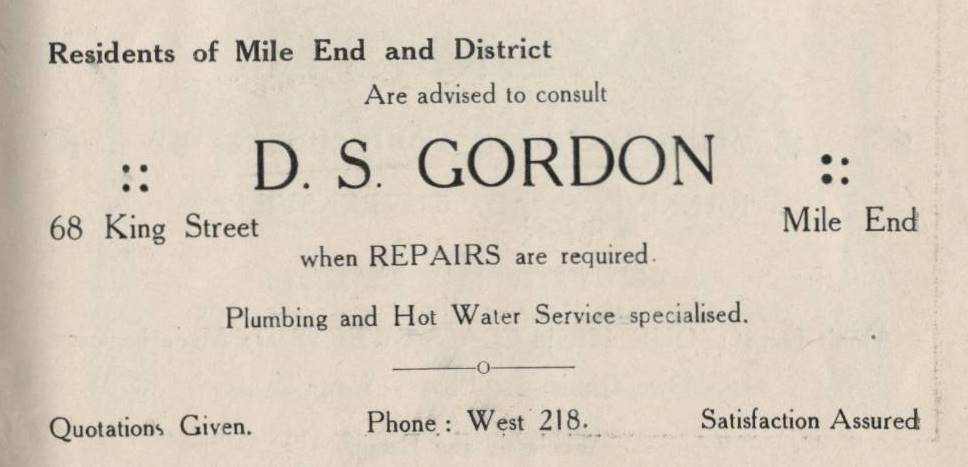 Residents of Mile End and District
Are advised to consult
:: D. S. GORDON ::
68 King Street Mile End
when REPAIRS are required.
Plumbing and Hot Water Service specialised.
Quotations Given. Phone : West 218. Satisfaction Assured